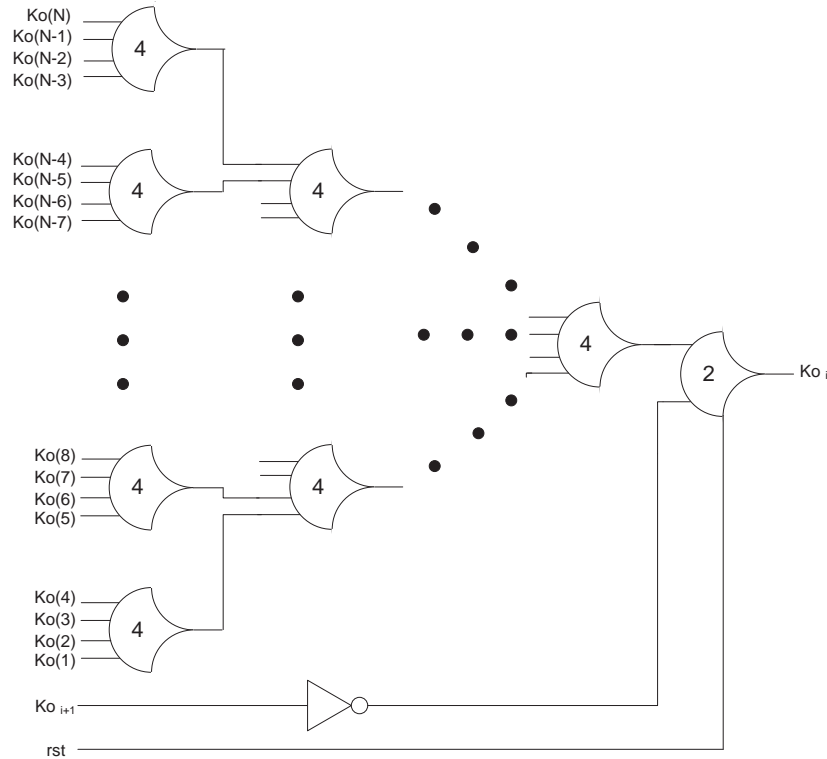 Ko(N)
Ko(N-1)
Ko(N-2)
Ko(N-3)
4
Ko(N-4)
Ko(N-5)
Ko(N-6)
Ko(N-7)
4
4
4
2
Ko i
Ko(8)
Ko(7)
Ko(6)
Ko(5)
4
4
Ko(4)
Ko(3)
Ko(2)
Ko(1)
4
Ko i+1
rst